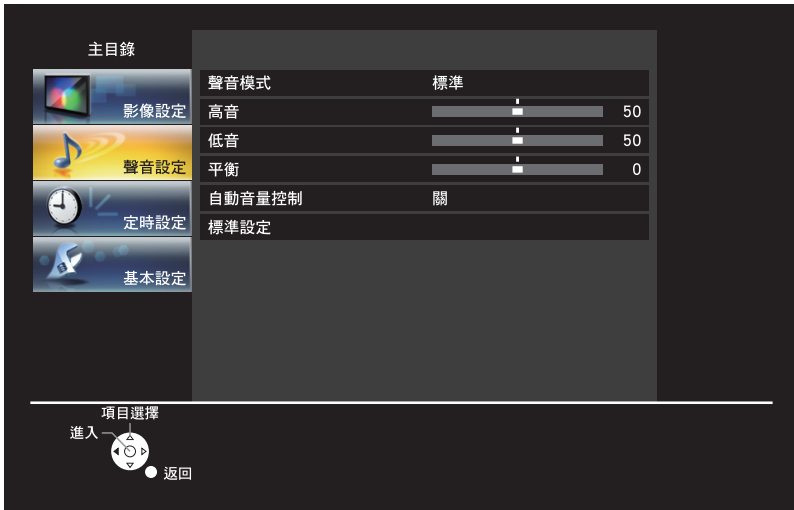 主目錄
影像設定
聲音設定
定時設定
基本設定
聲音模式 標準
高音 50
低音 50
平衡 0
自動音量控制 關
標準設定
項目選擇
進入
返回